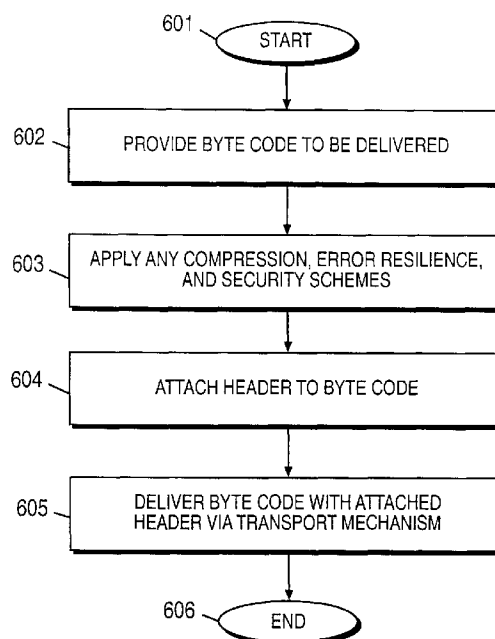 601
START
602
PROVIDE BYTE CODE TO BE DELIVERED
603
APPLY ANY COMPRESSION, ERROR RESILIENCE,
AND SECURITY SCHEMES
604
ATTACH HEADER TO BYTE CODE
605
DELIVER BYTE CODE WITH ATTACHED
HEADER VIA TRANSPORT MECHANISM
606
END